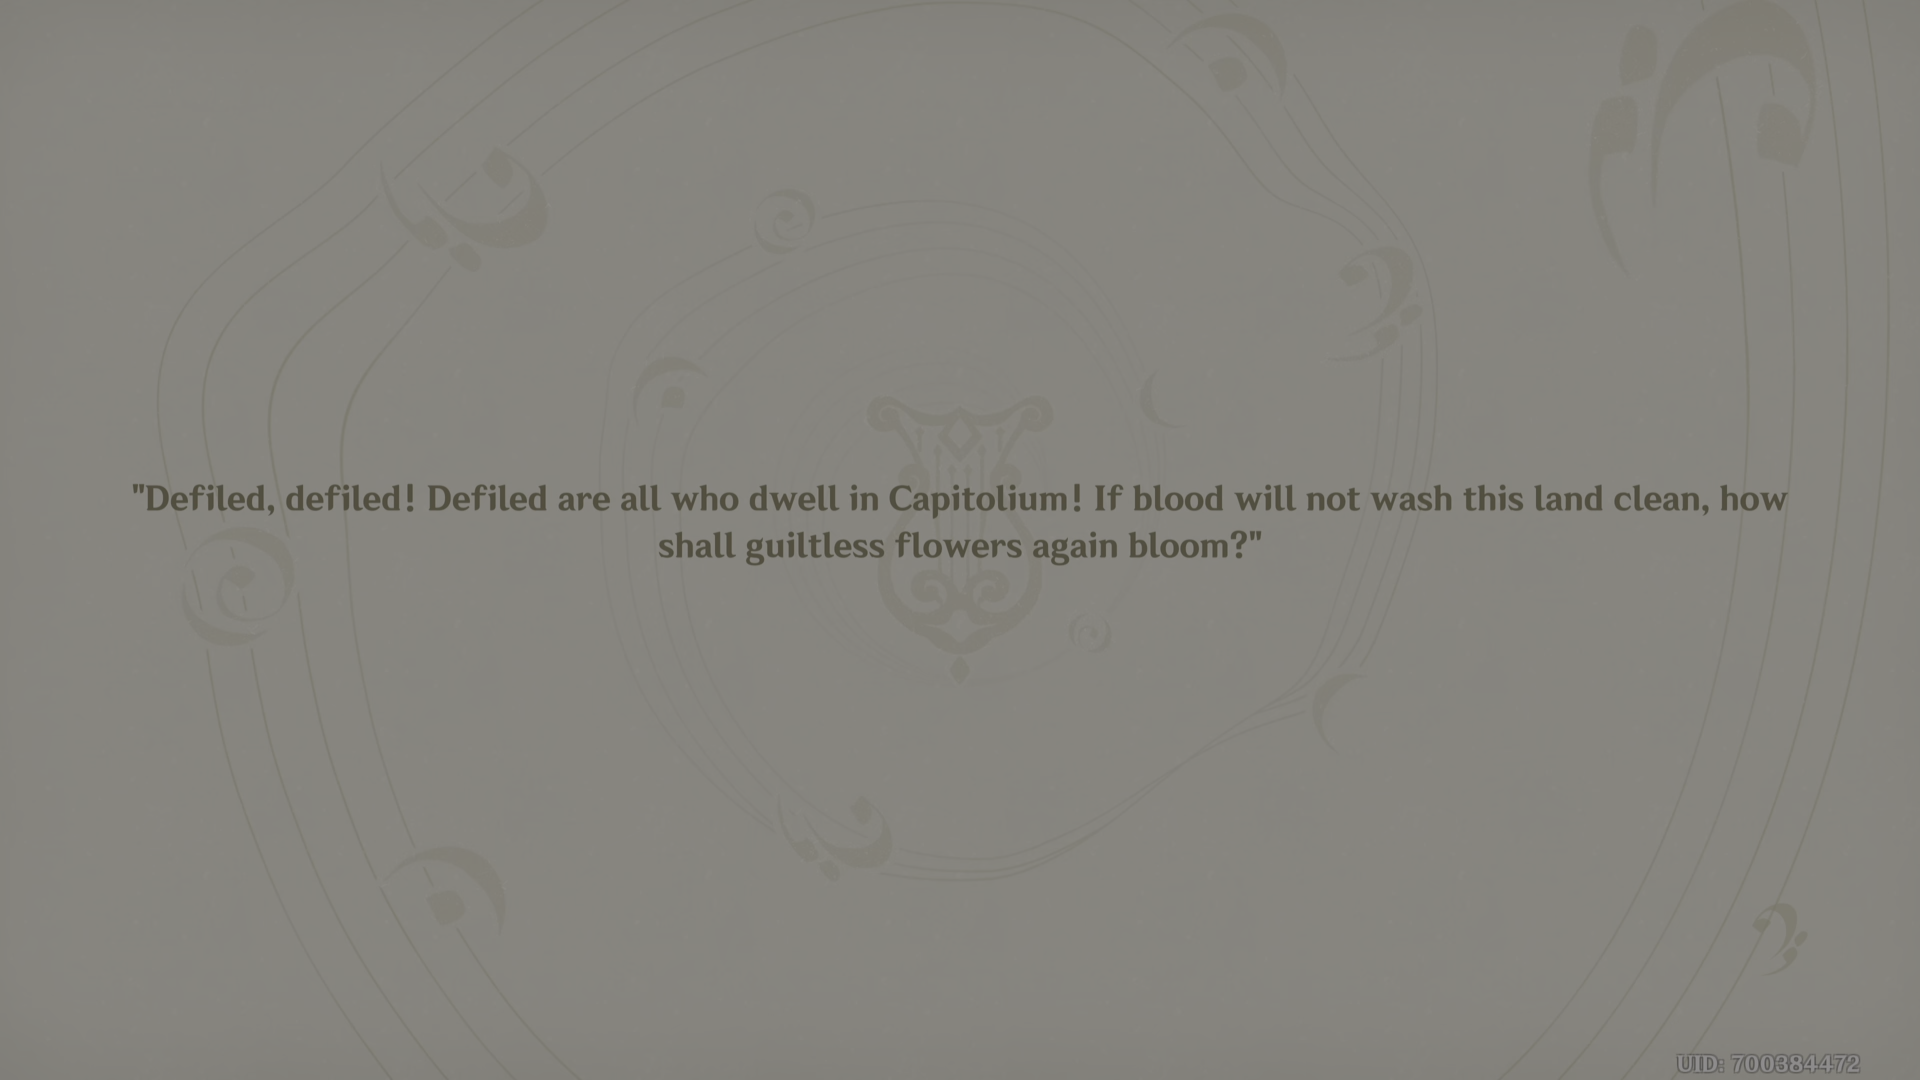 "Defiled, defiled! Defiled are all who dwell in Capitolium! If blood will not wash this land clean, how
shall guiltless flowers again bloom?"
UID: 700384472